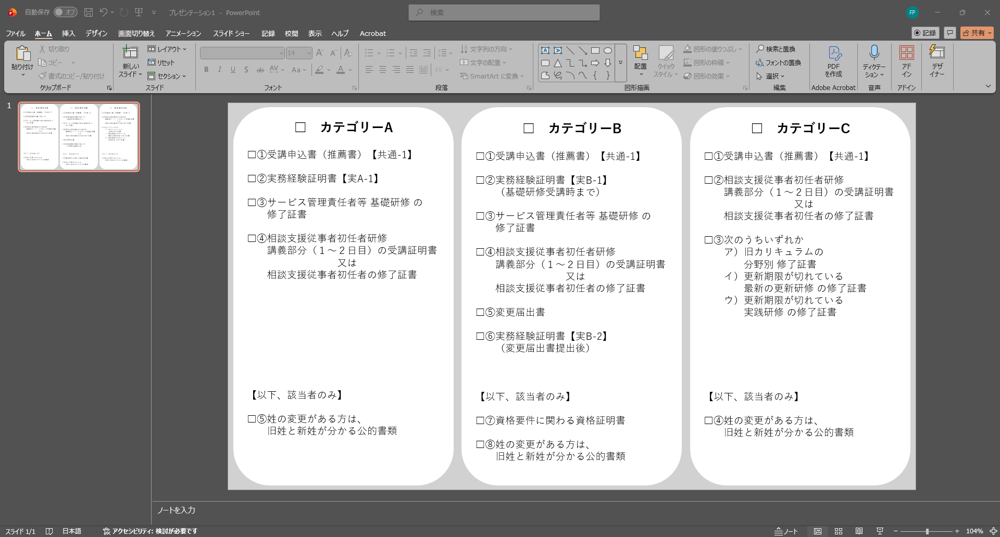 自動保存 オフ プレゼンテーション1 - PowerPoint 検索 FP
ファイル ホーム 挿入 デザイン 画面切り替え アニメーション スライド ショー 記録 校閲 表示 ヘルプ Acrobat 記録 共有
貼り付け
切り取り
コピー
書式のコピー/貼り付け
クリップボード
新しい
スライド
レイアウト
リセット
セクション
スライド
14
フォント
文字列の方向
文字の配置
SmartArt に変換
段落
配置
クイック
スタイル
図形の塗りつぶし
図形の枠線
図形の効果
図形描画
検索と置換
フォントの置換
選択
編集
PDF
を作成
Adobe Acrobat
ディクテー
ション
音声
アド
イン
アドイン
デザ
イナー
1
□ カテゴリーA
□①受講申込書（推薦書）【共通-1】
□②実務経験証明書【実A-1】
□③サービス管理責任者等 基礎研修 の
修了証書
□④相談支援従事者初任者研修
講義部分（１～２日目）の受講証明書
又は
相談支援従事者初任者の修了証書
【以下、該当者のみ】
□⑤姓の変更がある方は、
旧姓と新姓が分かる公的書類
□ カテゴリーB
□①受講申込書（推薦書）【共通-1】
□②実務経験証明書【実B-1】
（基礎研修受講時まで）
□③サービス管理責任者等 基礎研修 の
修了証書
□④相談支援従事者初任者研修
講義部分（１～２日目）の受講証明書
又は
相談支援従事者初任者の修了証書
□⑤変更届出書
□⑥実務経験証明書【実B-2】
（変更届出書提出後）
【以下、該当者のみ】
□⑦資格要件に関わる資格証明書
□⑧姓の変更がある方は、
旧姓と新姓が分かる公的書類
□ カテゴリーC
□①受講申込書（推薦書）【共通-1】
□②相談支援従事者初任者研修
講義部分（１～２日目）の受講証明書
又は
相談支援従事者初任者の修了証書
□③次のうちいずれか
ア）旧カリキュラムの
分野別 修了証書
イ）更新期限が切れている
最新の更新研修 の修了証書
ウ）更新期限が切れている
実践研修 の修了証書
【以下、該当者のみ】
□④姓の変更がある方は、
旧姓と新姓が分かる公的書類
ノートを入力
スライド 1/1 日本語 アクセシビリティ: 検討が必要です ノート 104%